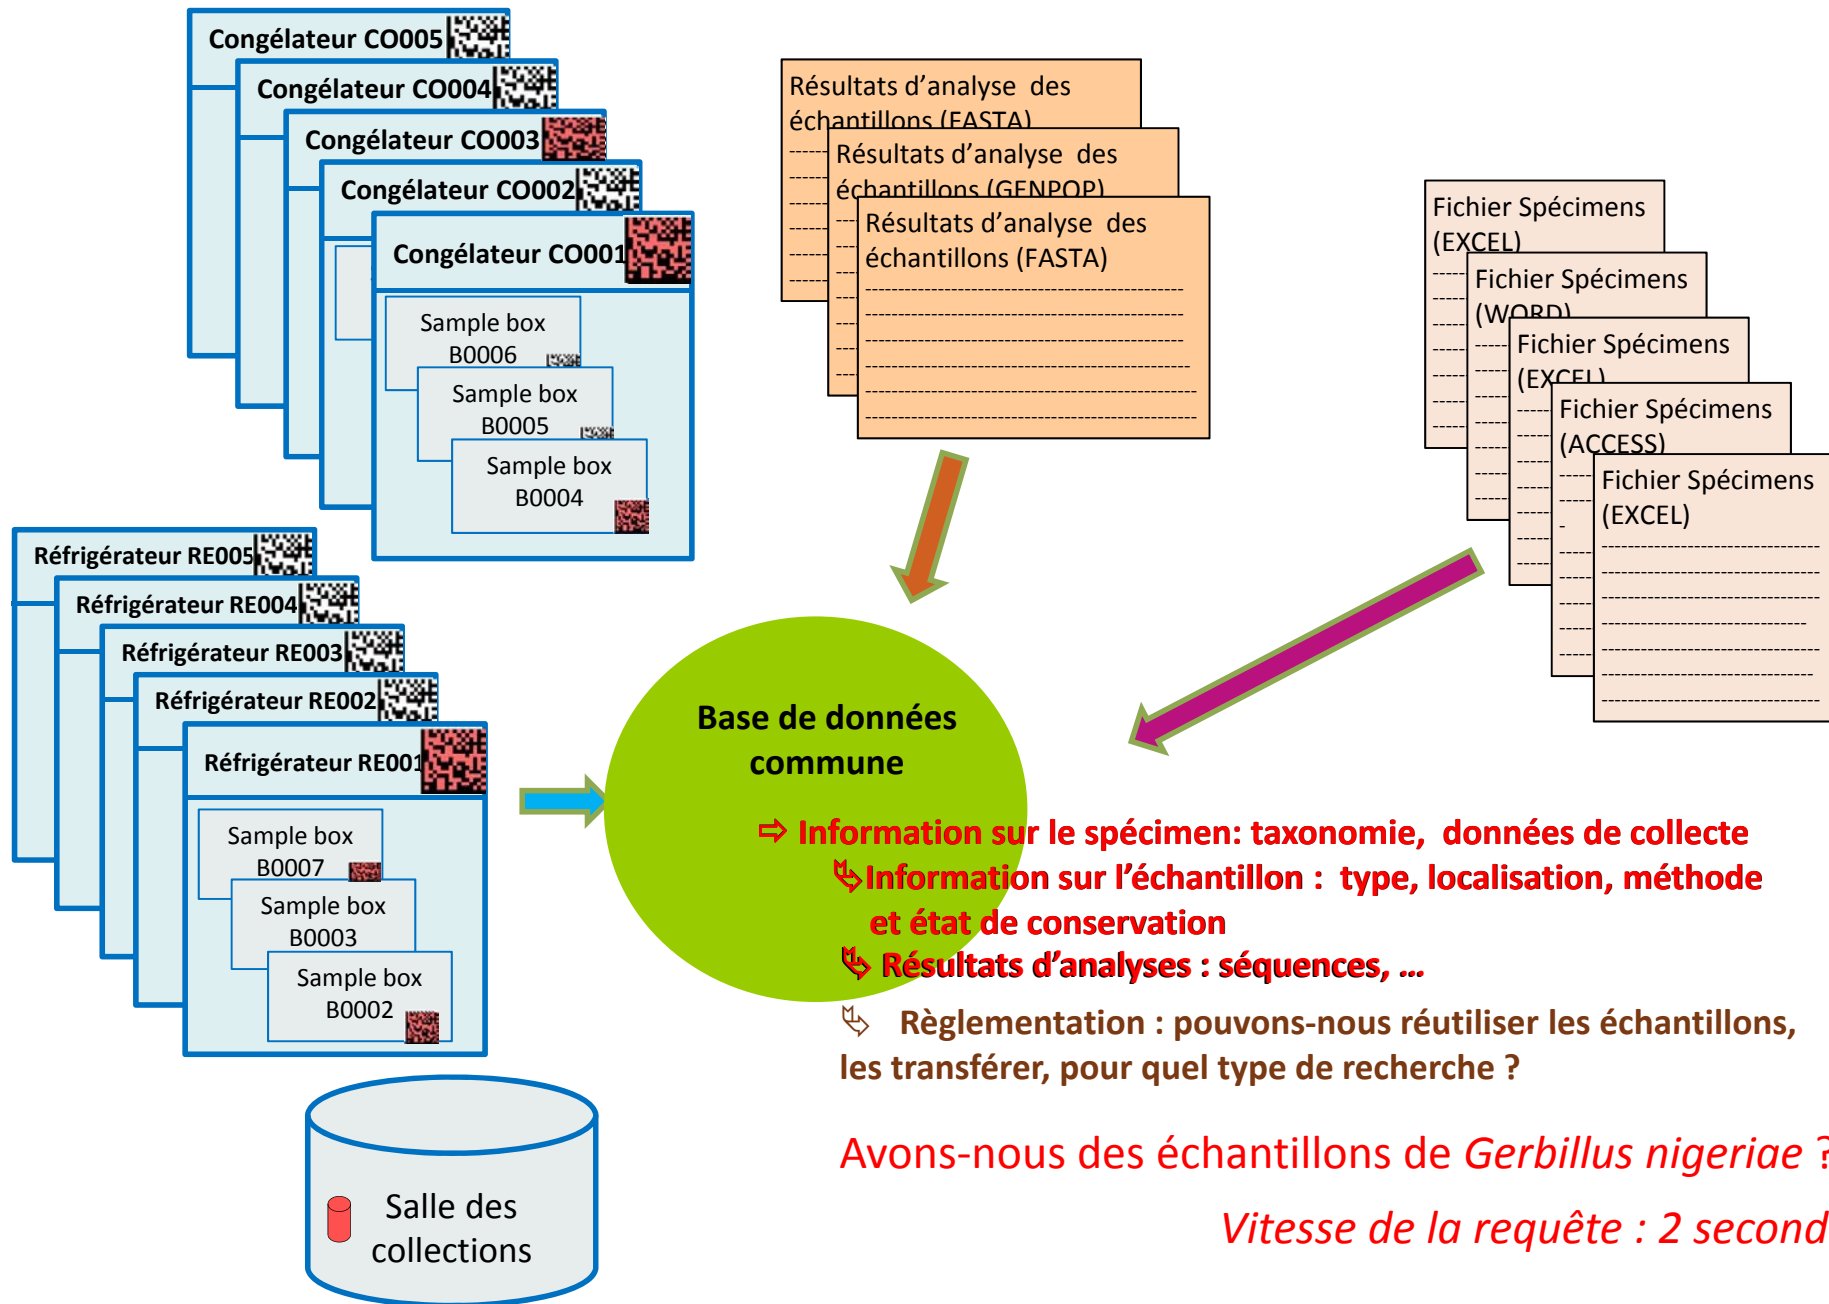 Congélateur CO005
Congélateur CO004
Congélateur CO003
Congélateur CO002
Congélateur CO001
Sample box
B0006
Sample box
B0005
Sample box
B0004
Réfrigérateur RE005
Réfrigérateur RE004
Réfrigérateur RE003
Réfrigérateur RE002
Réfrigérateur RE001
Sample box
B0007
Sample box
B0003
Sample box
B0002
Salle des
collections
Résultats d’analyse des
échantillons (FASTA)
Résultats d’analyse des
échantillons (GENPOP)
Résultats d’analyse des
échantillons (FASTA)
Fichier Spécimens
(EXCEL)
Fichier Spécimens
(WORD)
Fichier Spécimens
(EXCEL)
Fichier Spécimens
(ACCESS)
Fichier Spécimens
(EXCEL)
Base de données
commune
⇨ Information sur le spécimen: taxonomie, données de collecte
Information sur l’échantillon : type, localisation, méthode
et état de conservation
Résultats d’analyses : séquences, ...
Règlementation : pouvons-nous réutiliser les échantillons,
les transférer, pour quel type de recherche ?
Avons-nous des échantillons de Gerbillus nigeriae ?
Vitesse de la requête : 2 second